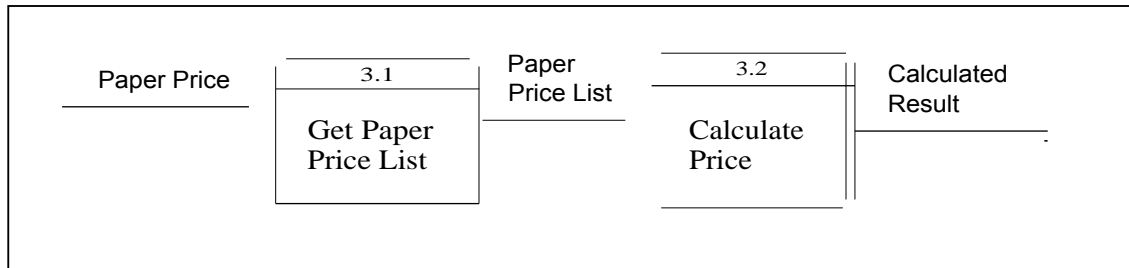 Paper Price
3.1
Get Paper
Price List
Paper
Price List
3.2
Calculate
Price
Calculated
Result